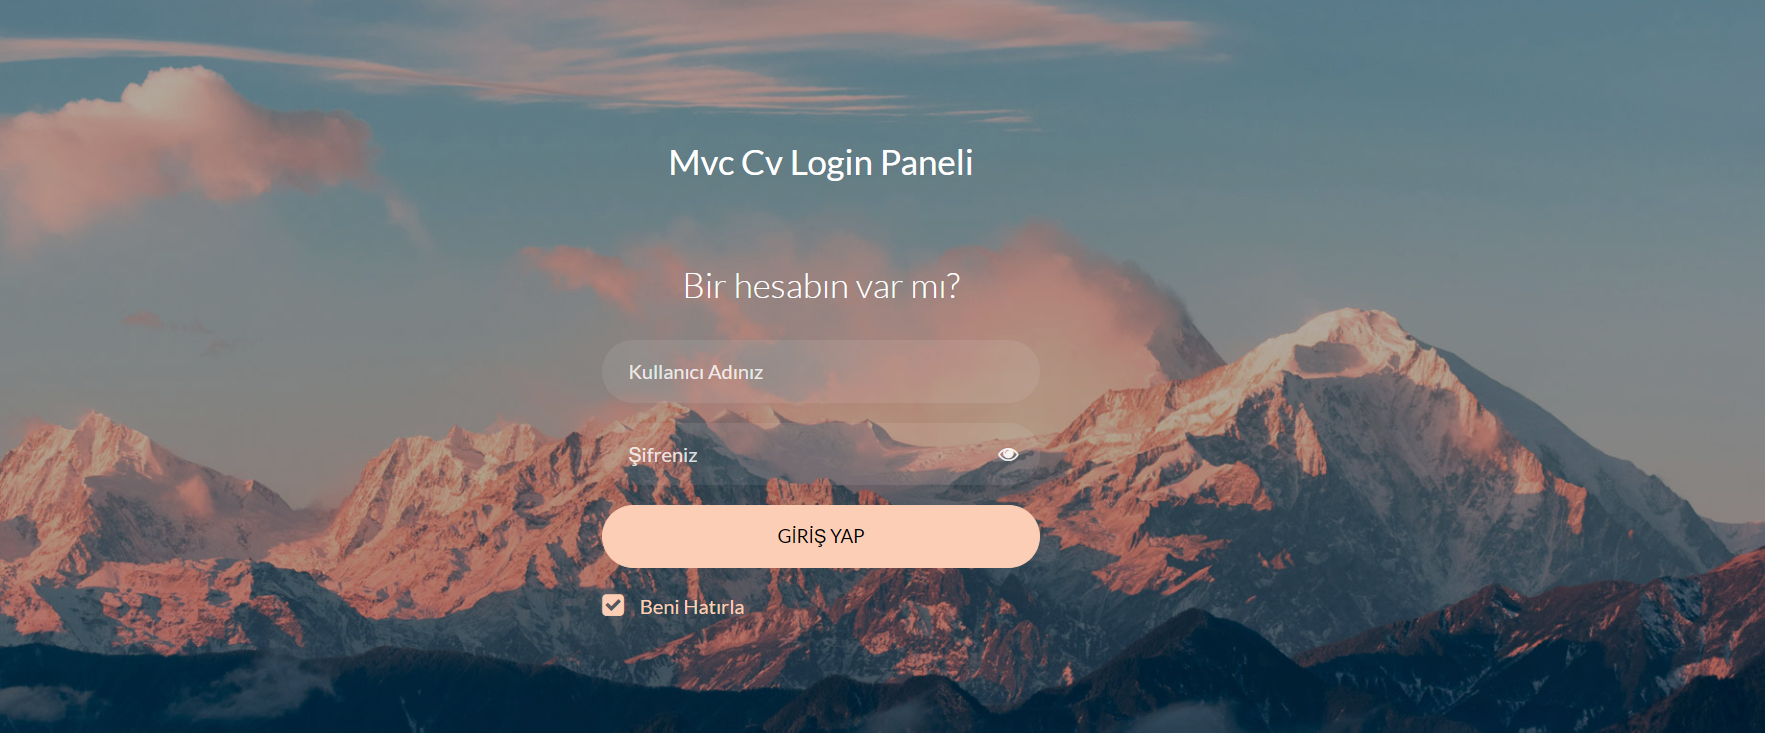 Mvc Cv Login Paneli
Bir hesabın var mı?
Kullanıcı Adınız
Şifreniz
GİRİŞ YAP
Beni Hatırla